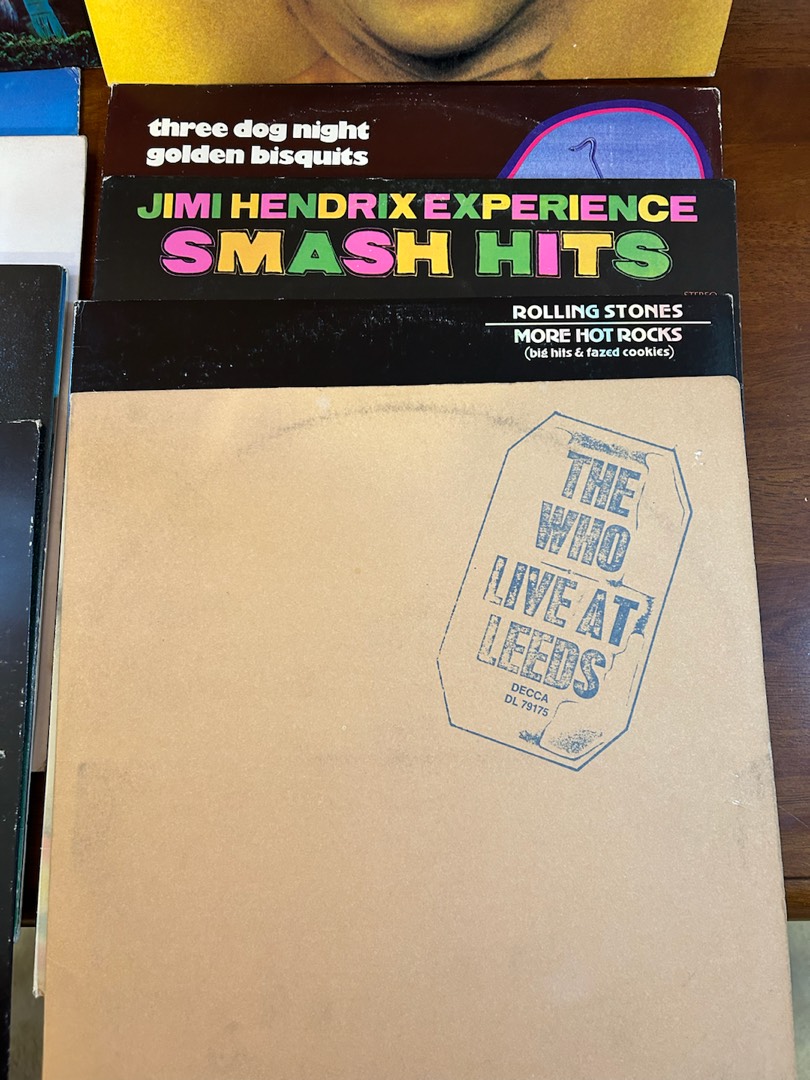 three dog night
golden bisquits
JIMI HENDRIX EXPERIENCE
SMASH HITS
STEREO
ROLLING STONES
MORE HOT ROCKS
(big hits & fazed cookies)
THE
WHO
LIVE AT
LEEDS
DECCA
DL 79175